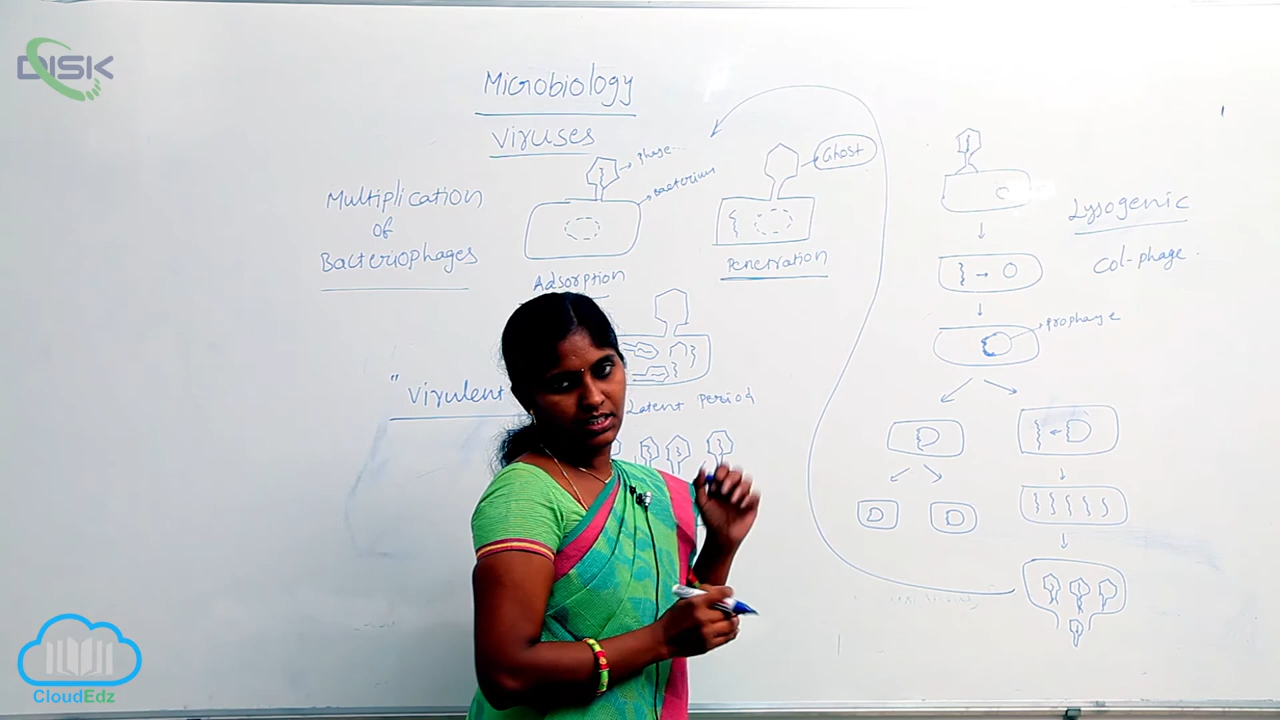 DISK
Microbiology
Viruses
Multiplication
of
Bacteriophages
phage..
Bacterium
Adsorption
Ghost
Penetration
" Virulent
Latent Period
Lysogenic
Col-phage.
prophage
CloudEdz